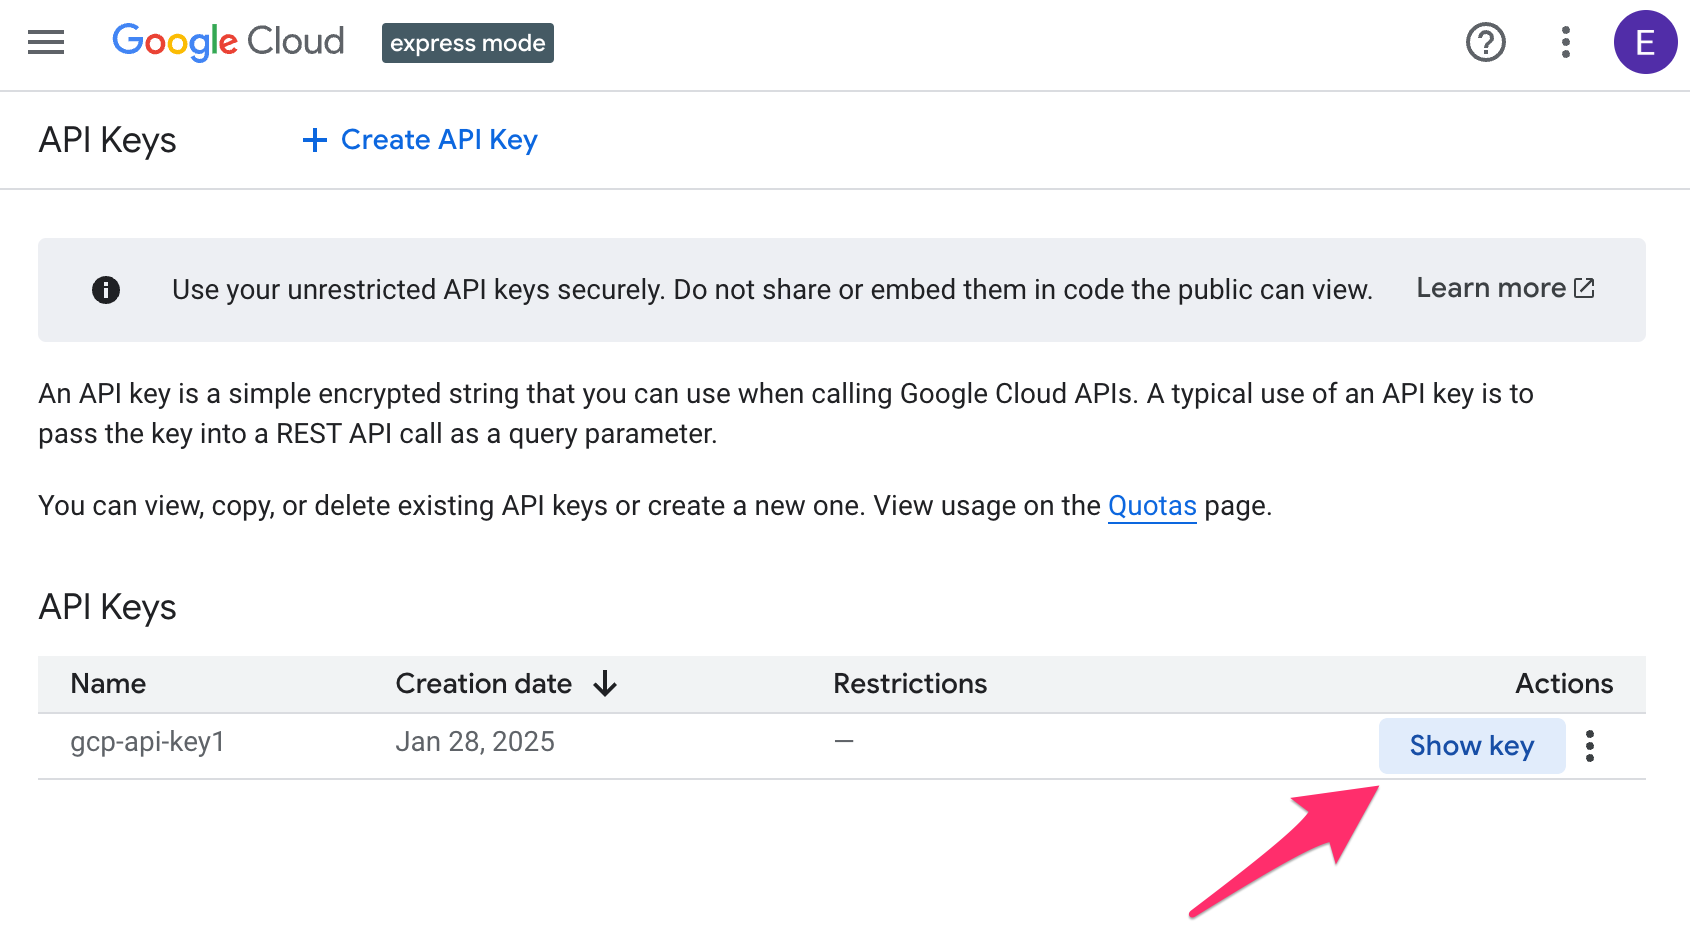 Google Cloud express mode E
API Keys + Create API Key
Use your unrestricted API keys securely. Do not share or embed them in code the public can view. Learn more
An API key is a simple encrypted string that you can use when calling Google Cloud APIs. A typical use of an API key is to
pass the key into a REST API call as a query parameter.
You can view, copy, or delete existing API keys or create a new one. View usage on the Quotas page.
API Keys
Name Creation date Restrictions Actions
gcp-api-key1 Jan 28, 2025 — Show key